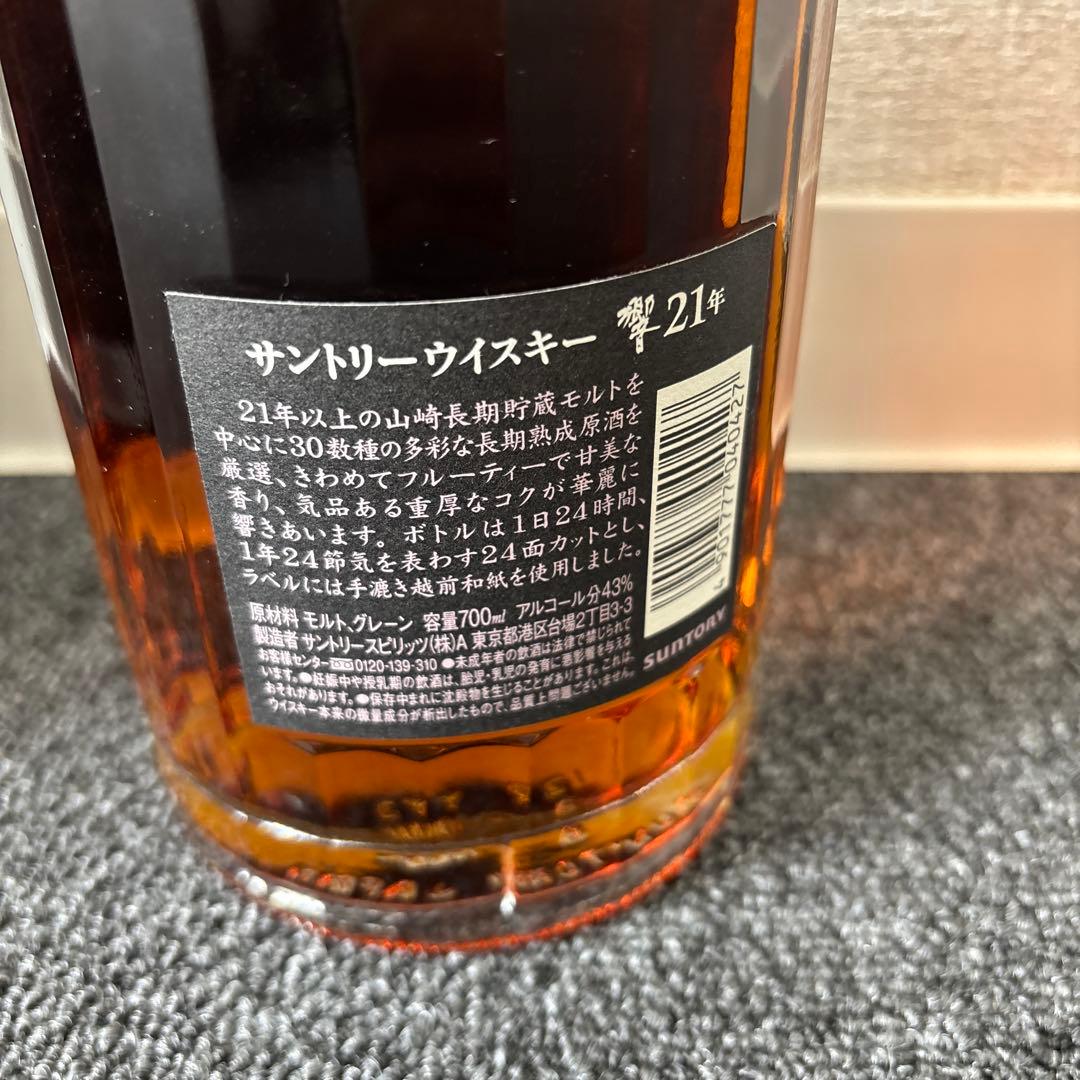 サントリーウイスキー 響 21年
21年以上の山崎長期貯蔵モルトを
中心に30数種の多彩な長期熟成原酒を
厳選、きわめてフルーティーで甘美な
香り、気品ある重厚なコクが華麗に
響きあいます。ボトルは1日24時間、
1年24節気を表わす24面カットとし、
ラベルには手漉き越前和紙を使用しました。
原材料 モルト、グレーン 容量700ml アルコール分43%
製造者 サントリースピリッツ(株)A 東京都港区台場2丁目3-3
お客様センター 0120-139-310 ●未成年者の飲酒は法律で禁じられて
います。●妊娠中や授乳期の飲酒は、胎児・乳児の発育に悪影響を与える
おそれがあります。●保存中まれに沈殿物を生じることがあります。これは、
ウイスキー本来の微量成分が析出したもので、品質上問題ございません。
4 901777 040427
SUNTORY